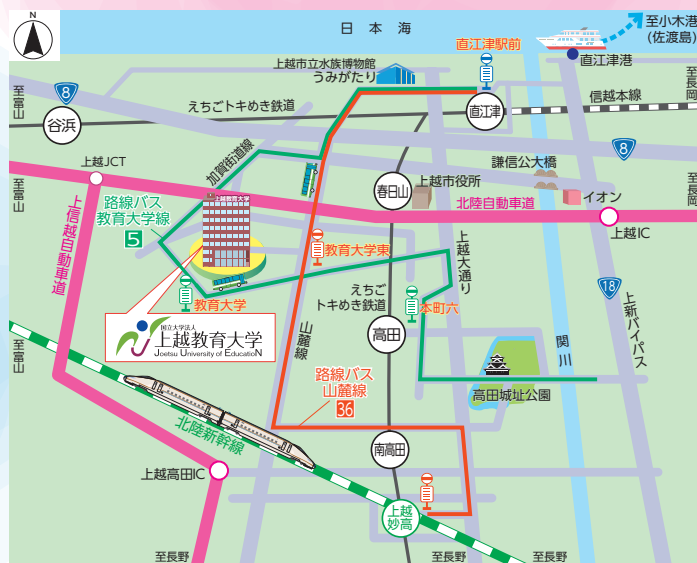 N
日本海
至小木港
(佐渡島)
直江津駅前
上越市立水族博物館
うみがたり
直江津港
至長岡
至富山
8
えちごトキめき鉄道
信越本線
谷浜
直江津
加賀街道線
上越JCT
謙信公大橋
8
至富山
上越教育大学
春日山
上越市役所
イオン
至長岡
北陸自動車道
上越IC
路線バス
教育大学線
5
上信越自動車道
教育大学東
上越大通り
18
教育大学
えちご
トキめき鉄道
本町六
上新バイパス
国立大学法人
上越教育大学
Joetsu University of EducatioN
山麓線
高田
関川
至富山
路線バス
山麓線
36
高田城址公園
北陸新幹線
南高田
上越高田IC
上越
妙高
至長野
至長野
至長野